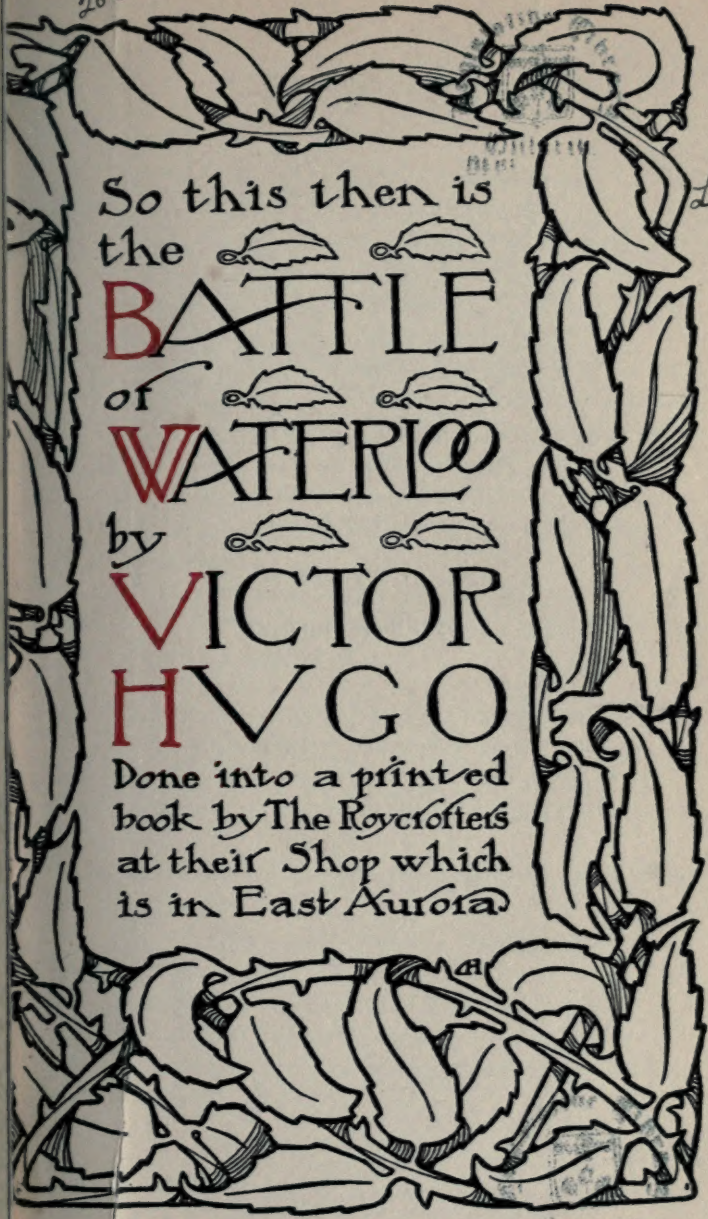 So this then is
the
BATTLE
of
WATERLOO
by
VICTOR
HVGO
Done into a printed
book by The Roycrofters
at their Shop which
is in East Aurora